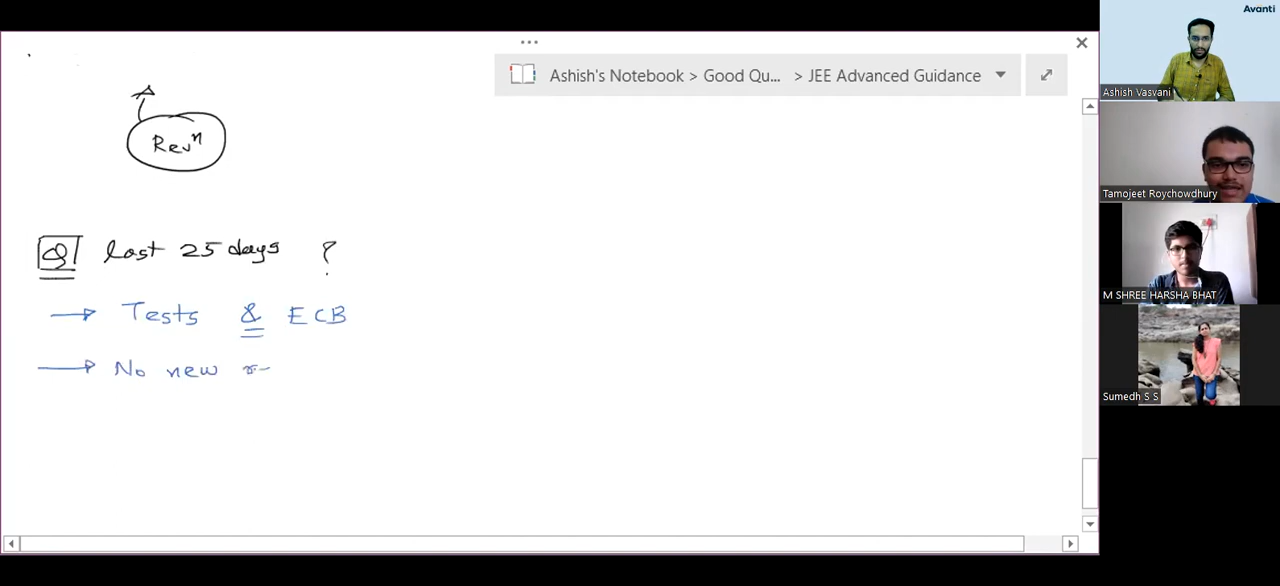 Avanti
...
Ashish's Notebook > Good Qu... > JEE Advanced Guidance
Ashish Vasvani
Revⁿ
Tamojeet Roychowdhury
Q last 25 days ?
M SHREE HARSHA BHAT
→ Tests & ECB
→ No new
Sumedh S S